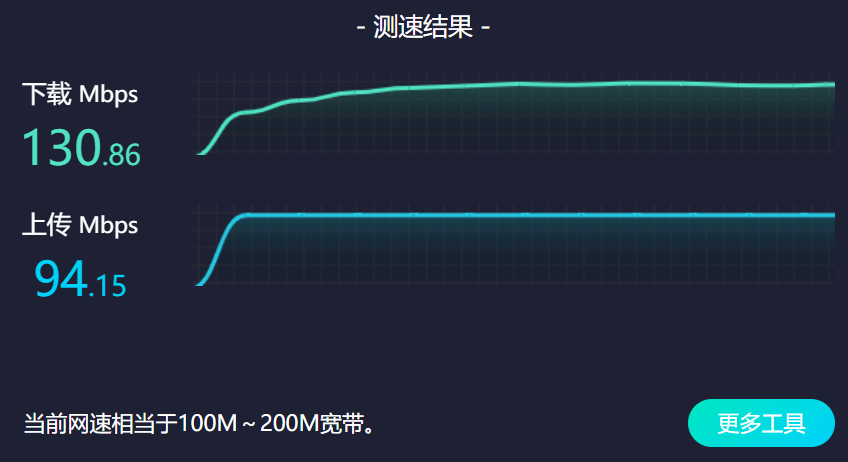 - 测速结果 -
下载 Mbps
130.86
上传 Mbps
94.15
当前网速相当于100M～200M宽带。
更多工具